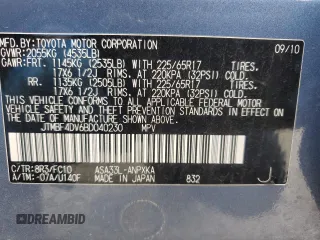 MFD. BY: TOYOTA MOTOR CORPORATION 09/10
GVWR: 2055KG (4535LB)
GAWR: FRT. 1145KG (2535LB) WITH 225/65R17 TIRES,
17X6 1/2J RIMS, AT 220KPA (32PSI) COLD.
RR. 1135KG (2505LB) WITH 225/65R17 TIRES,
17X6 1/2J RIMS, AT 220KPA (32PSI) COLD.
THIS VEHICLE CONFORMS TO ALL APPLICABLE FEDERAL
MOTOR VEHICLE SAFETY AND BUMPER STANDARDS IN EFFECT
ON THE DATE OF MANUFACTURE SHOWN ABOVE.
JTMBF4DV6BD040230 MPV
C/TR: 8R3/FC10 ASA33L-ANPXKA J
A/TM: -07A/U140F MADE IN JAPAN 832